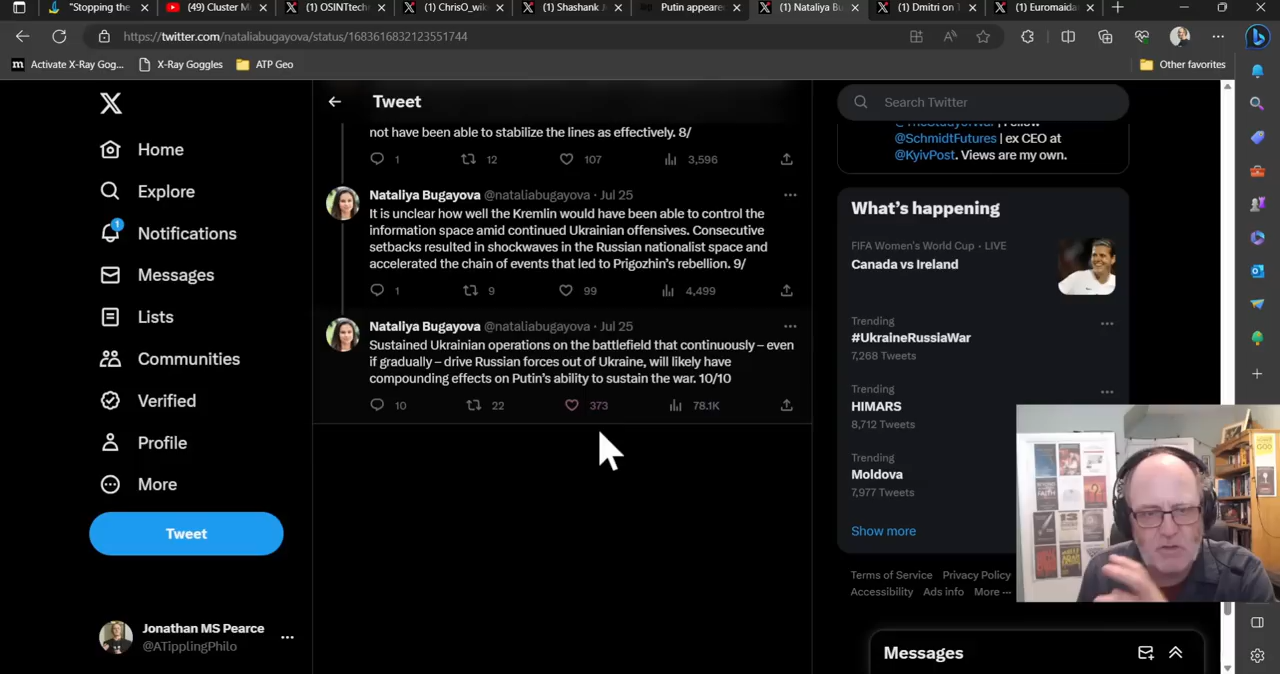 "Stopping the
(49) Cluster M
(1) OSINTtech
(1) ChrisO_wik
(1) Shashank J
Putin appeare
(1) Nataliya Bu
(1) Dmitri on T
(1) Euromaida
https://twitter.com/nataliabugayova/status/1683616832123551744
Activate X-Ray Gog...
X-Ray Goggles
ATP Geo
Other favorites
Home
Explore
1
Notifications
Messages
Lists
Communities
Verified
Profile
More
Tweet
Jonathan MS Pearce
@ATipplingPhilo
Tweet
not have been able to stabilize the lines as effectively. 8/
1 12 107 3,596
Nataliya Bugayova @nataliabugayova · Jul 25
It is unclear how well the Kremlin would have been able to control the
information space amid continued Ukrainian offensives. Consecutive
setbacks resulted in shockwaves in the Russian nationalist space and
accelerated the chain of events that led to Prigozhin's rebellion. 9/
1 9 99 4,499
Nataliya Bugayova @nataliabugayova · Jul 25
Sustained Ukrainian operations on the battlefield that continuously – even
if gradually – drive Russian forces out of Ukraine, will likely have
compounding effects on Putin's ability to sustain the war. 10/10
10 22 373 78.1K
Search Twitter
@SchmidtFutures | ex CEO at
@KyivPost. Views are my own.
What's happening
FIFA Women's World Cup · LIVE
Canada vs Ireland
Trending
#UkraineRussiaWar
7,268 Tweets
Trending
HIMARS
8,712 Tweets
Trending
Moldova
7,977 Tweets
Show more
Terms of Service Privacy Policy
Accessibility Ads info More ...
Messages